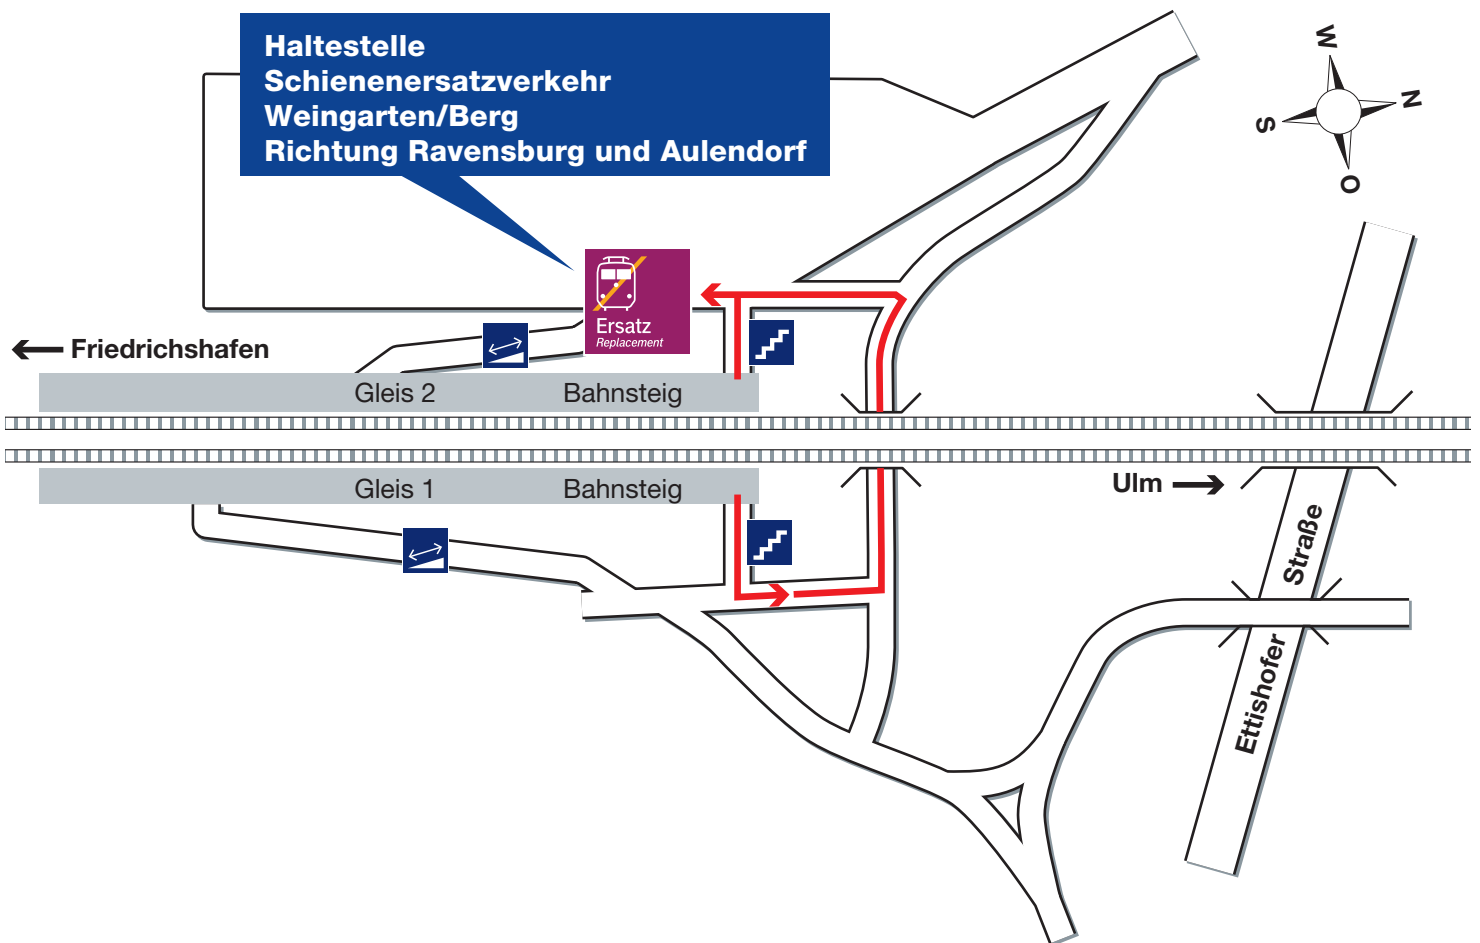 Haltestelle
Schienenersatzverkehr
Weingarten/Berg
Richtung Ravensburg und Aulendorf
W
N
S
O
Ersatz
Replacement
Friedrichshafen
Gleis 2
Bahnsteig
Gleis 1
Bahnsteig
Ulm
Ettishofer Straße